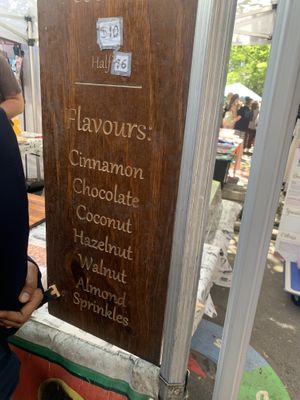 $10
Half $6
Flavours:
Cinnamon
Chocolate
Coconut
Hazelnut
Walnut
Almond
Sprinkles